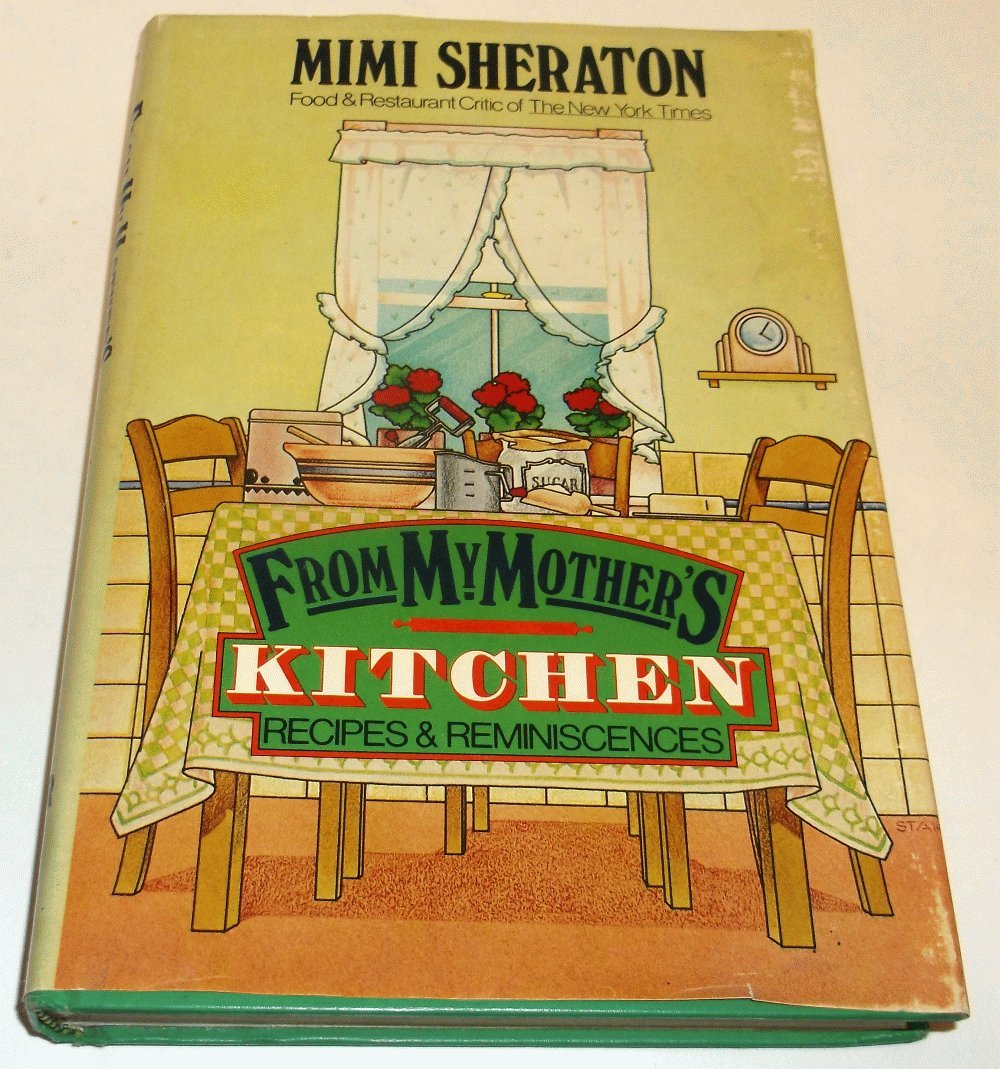 MIMI SHERATON
Food & Restaurant Critic of The New York Times
SUGAR
FROM MY MOTHER'S
KITCHEN
RECIPES & REMINISCENCES